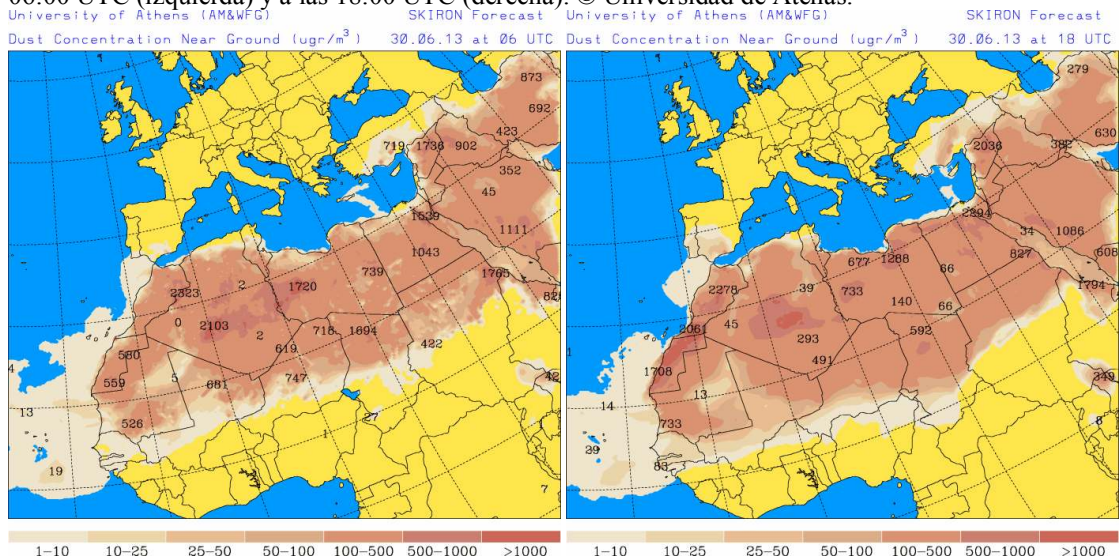 06:00 UTC (izquierda) y a las 18:00 UTC (derecha). © Universidad de Atenas.
University of Athens (AM&WFG) SKIRON Forecast
Dust Concentration Near Ground (ugr/m³) 30.06.13 at 06 UTC
873
692
423
719 1736 902
352
45
1539
1111
1043
739
1765
2 1720
2323
0 2103 2
718 1694
580 619 422
559 5 681 747
13
526 27
1
19
7
1–10 10–25 25–50 50–100 100–500 500–1000 >1000
University of Athens (AM&WFG) SKIRON Forecast
Dust Concentration Near Ground (ugr/m³) 30.06.13 at 18 UTC
279
630
2036 382
2294
34 1086
677 1288 827 608
66
2278 39 733 1794
140 66
2061 45
293 592
491
1708
13 349
14
733 8
29
83
1–10 10–25 25–50 50–100 100–500 500–1000 >1000